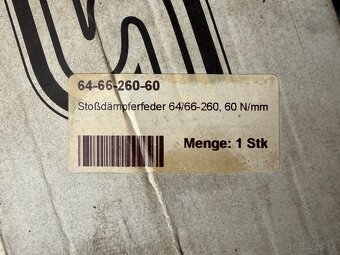 64-66-260-60
Stoßdämpferfeder 64/66-260, 60 N/mm
Menge: 1 Stk